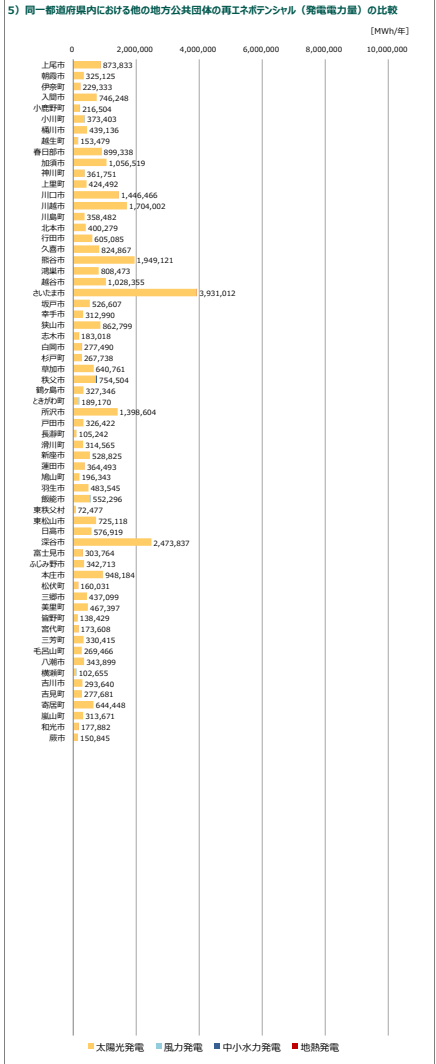 5）同一都道府県内における他の地方公共団体の再エネポテンシャル（発電電力量）の比較
[MWh/年]
0 2,000,000 4,000,000 6,000,000 8,000,000 10,000,000
上尾市 873,833
朝霞市 325,125
伊奈町 229,333
入間市 746,248
小鹿野町 216,504
小川町 373,403
桶川市 439,136
越生町 153,479
春日部市 899,338
加須市 1,056,519
神川町 361,751
上里町 424,492
川口市 1,446,466
川越市 1,704,002
川島町 358,482
北本市 400,279
行田市 605,085
久喜市 824,867
熊谷市 1,949,121
鴻巣市 808,473
越谷市 1,028,355
さいたま市 3,931,012
坂戸市 526,607
幸手市 312,990
狭山市 862,799
志木市 183,018
白岡市 277,490
杉戸町 267,738
草加市 640,761
秩父市 754,504
鶴ヶ島市 327,346
ときがわ町 189,170
所沢市 1,398,604
戸田市 326,422
長瀞町 105,242
滑川町 314,565
新座市 528,825
蓮田市 364,493
鳩山町 196,343
羽生市 483,545
飯能市 552,296
東秩父村 72,477
東松山市 725,118
日高市 576,919
深谷市 2,473,837
富士見市 303,764
ふじみ野市 342,713
本庄市 948,184
松伏町 160,031
三郷市 437,099
美里町 467,397
皆野町 138,429
宮代町 173,608
三芳町 330,415
毛呂山町 269,466
八潮市 343,899
横瀬町 102,655
吉川市 293,640
吉見町 277,681
寄居町 644,448
嵐山町 313,671
和光市 177,882
蕨市 150,845
太陽光発電 風力発電 中小水力発電 地熱発電